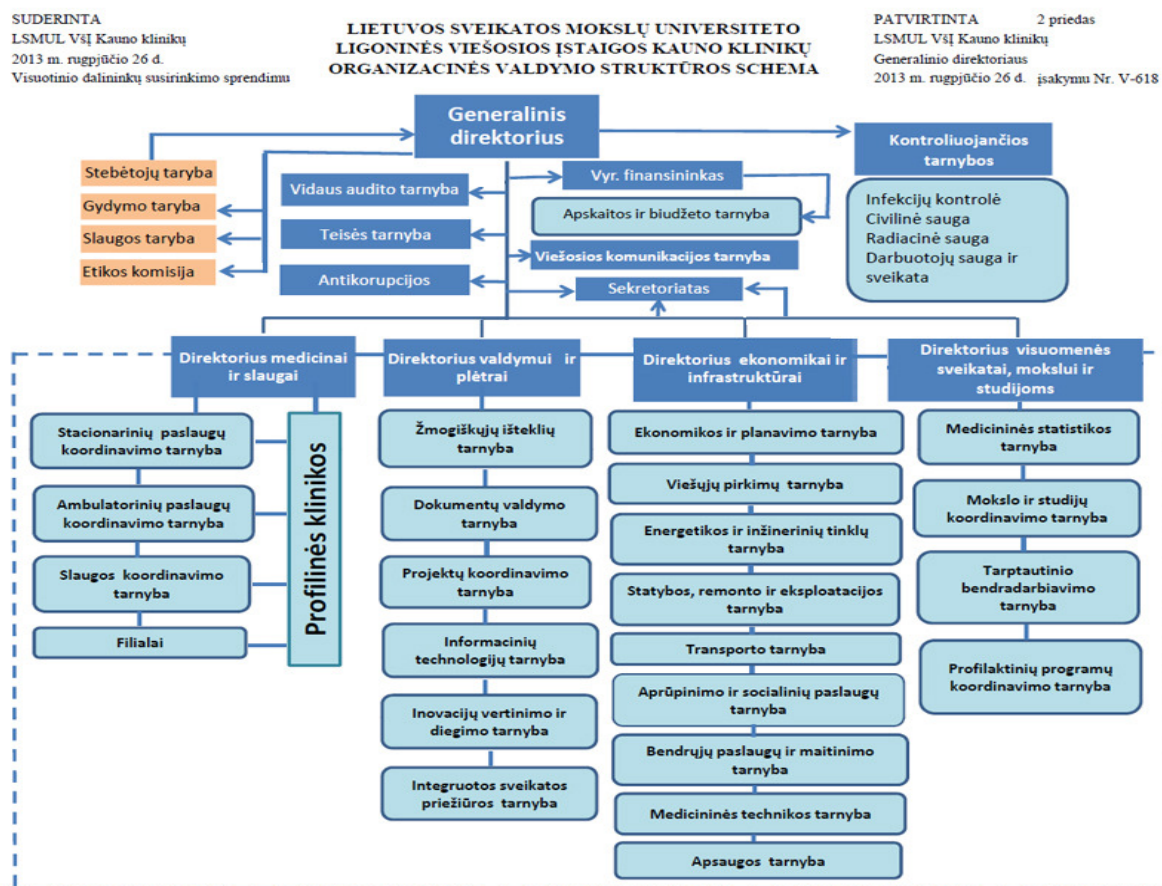 SUDERINTA
LSMUL VšĮ Kauno klinikų
2013 m. rugpjūčio 26 d.
Visuotinio dalininkų susirinkimo sprendimu
LIETUVOS SVEIKATOS MOKSLŲ UNIVERSITETO
LIGONINĖS VIEŠOSIOS ĮSTAIGOS KAUNO KLINIKŲ
ORGANIZACINĖS VALDYMO STRUKTŪROS SCHEMA
PATVIRTINTA 2 priedas
LSMUL VšĮ Kauno klinikų
Generalinio direktoriaus
2013 m. rugpjūčio 26 d. įsakymu Nr. V-618
Generalinis
direktorius
Stebėtojų taryba
Gydymo taryba
Slaugos taryba
Etikos komisija
Vidaus audito tarnyba
Teisės tarnyba
Antikorupcijos
Vyr. finansininkas
Apskaitos ir biudžeto tarnyba
Viešosios komunikacijos tarnyba
Sekretoriatas
Kontroliuojančios
tarnybos
Infekcijų kontrolė
Civilinė sauga
Radiacinė sauga
Darbuotojų sauga ir
sveikata
Direktorius medicinai
ir slaugai
Stacionarinių paslaugų
koordinavimo tarnyba
Ambulatorinių paslaugų
koordinavimo tarnyba
Slaugos koordinavimo
tarnyba
Filialai
Profilinės klinikos
Direktorius valdymui ir
plėtrai
Žmogiškųjų išteklių
tarnyba
Dokumentų valdymo
tarnyba
Projektų koordinavimo
tarnyba
Informacinių
technologijų tarnyba
Inovacijų vertinimo ir
diegimo tarnyba
Integruotos sveikatos
priežiūros tarnyba
Direktorius ekonomikai ir
infrastruktūrai
Ekonomikos ir planavimo tarnyba
Viešųjų pirkimų tarnyba
Energetikos ir inžinerinių tinklų
tarnyba
Statybos, remonto ir eksploatacijos
tarnyba
Transporto tarnyba
Aprūpinimo ir socialinių paslaugų
tarnyba
Bendrųjų paslaugų ir maitinimo
tarnyba
Medicininės technikos tarnyba
Apsaugos tarnyba
Direktorius visuomenės
sveikatai, mokslui ir
studijoms
Medicininės statistikos
tarnyba
Mokslo ir studijų
koordinavimo tarnyba
Tarptautinio
bendradarbiavimo
tarnyba
Profilaktinių programų
koordinavimo tarnyba